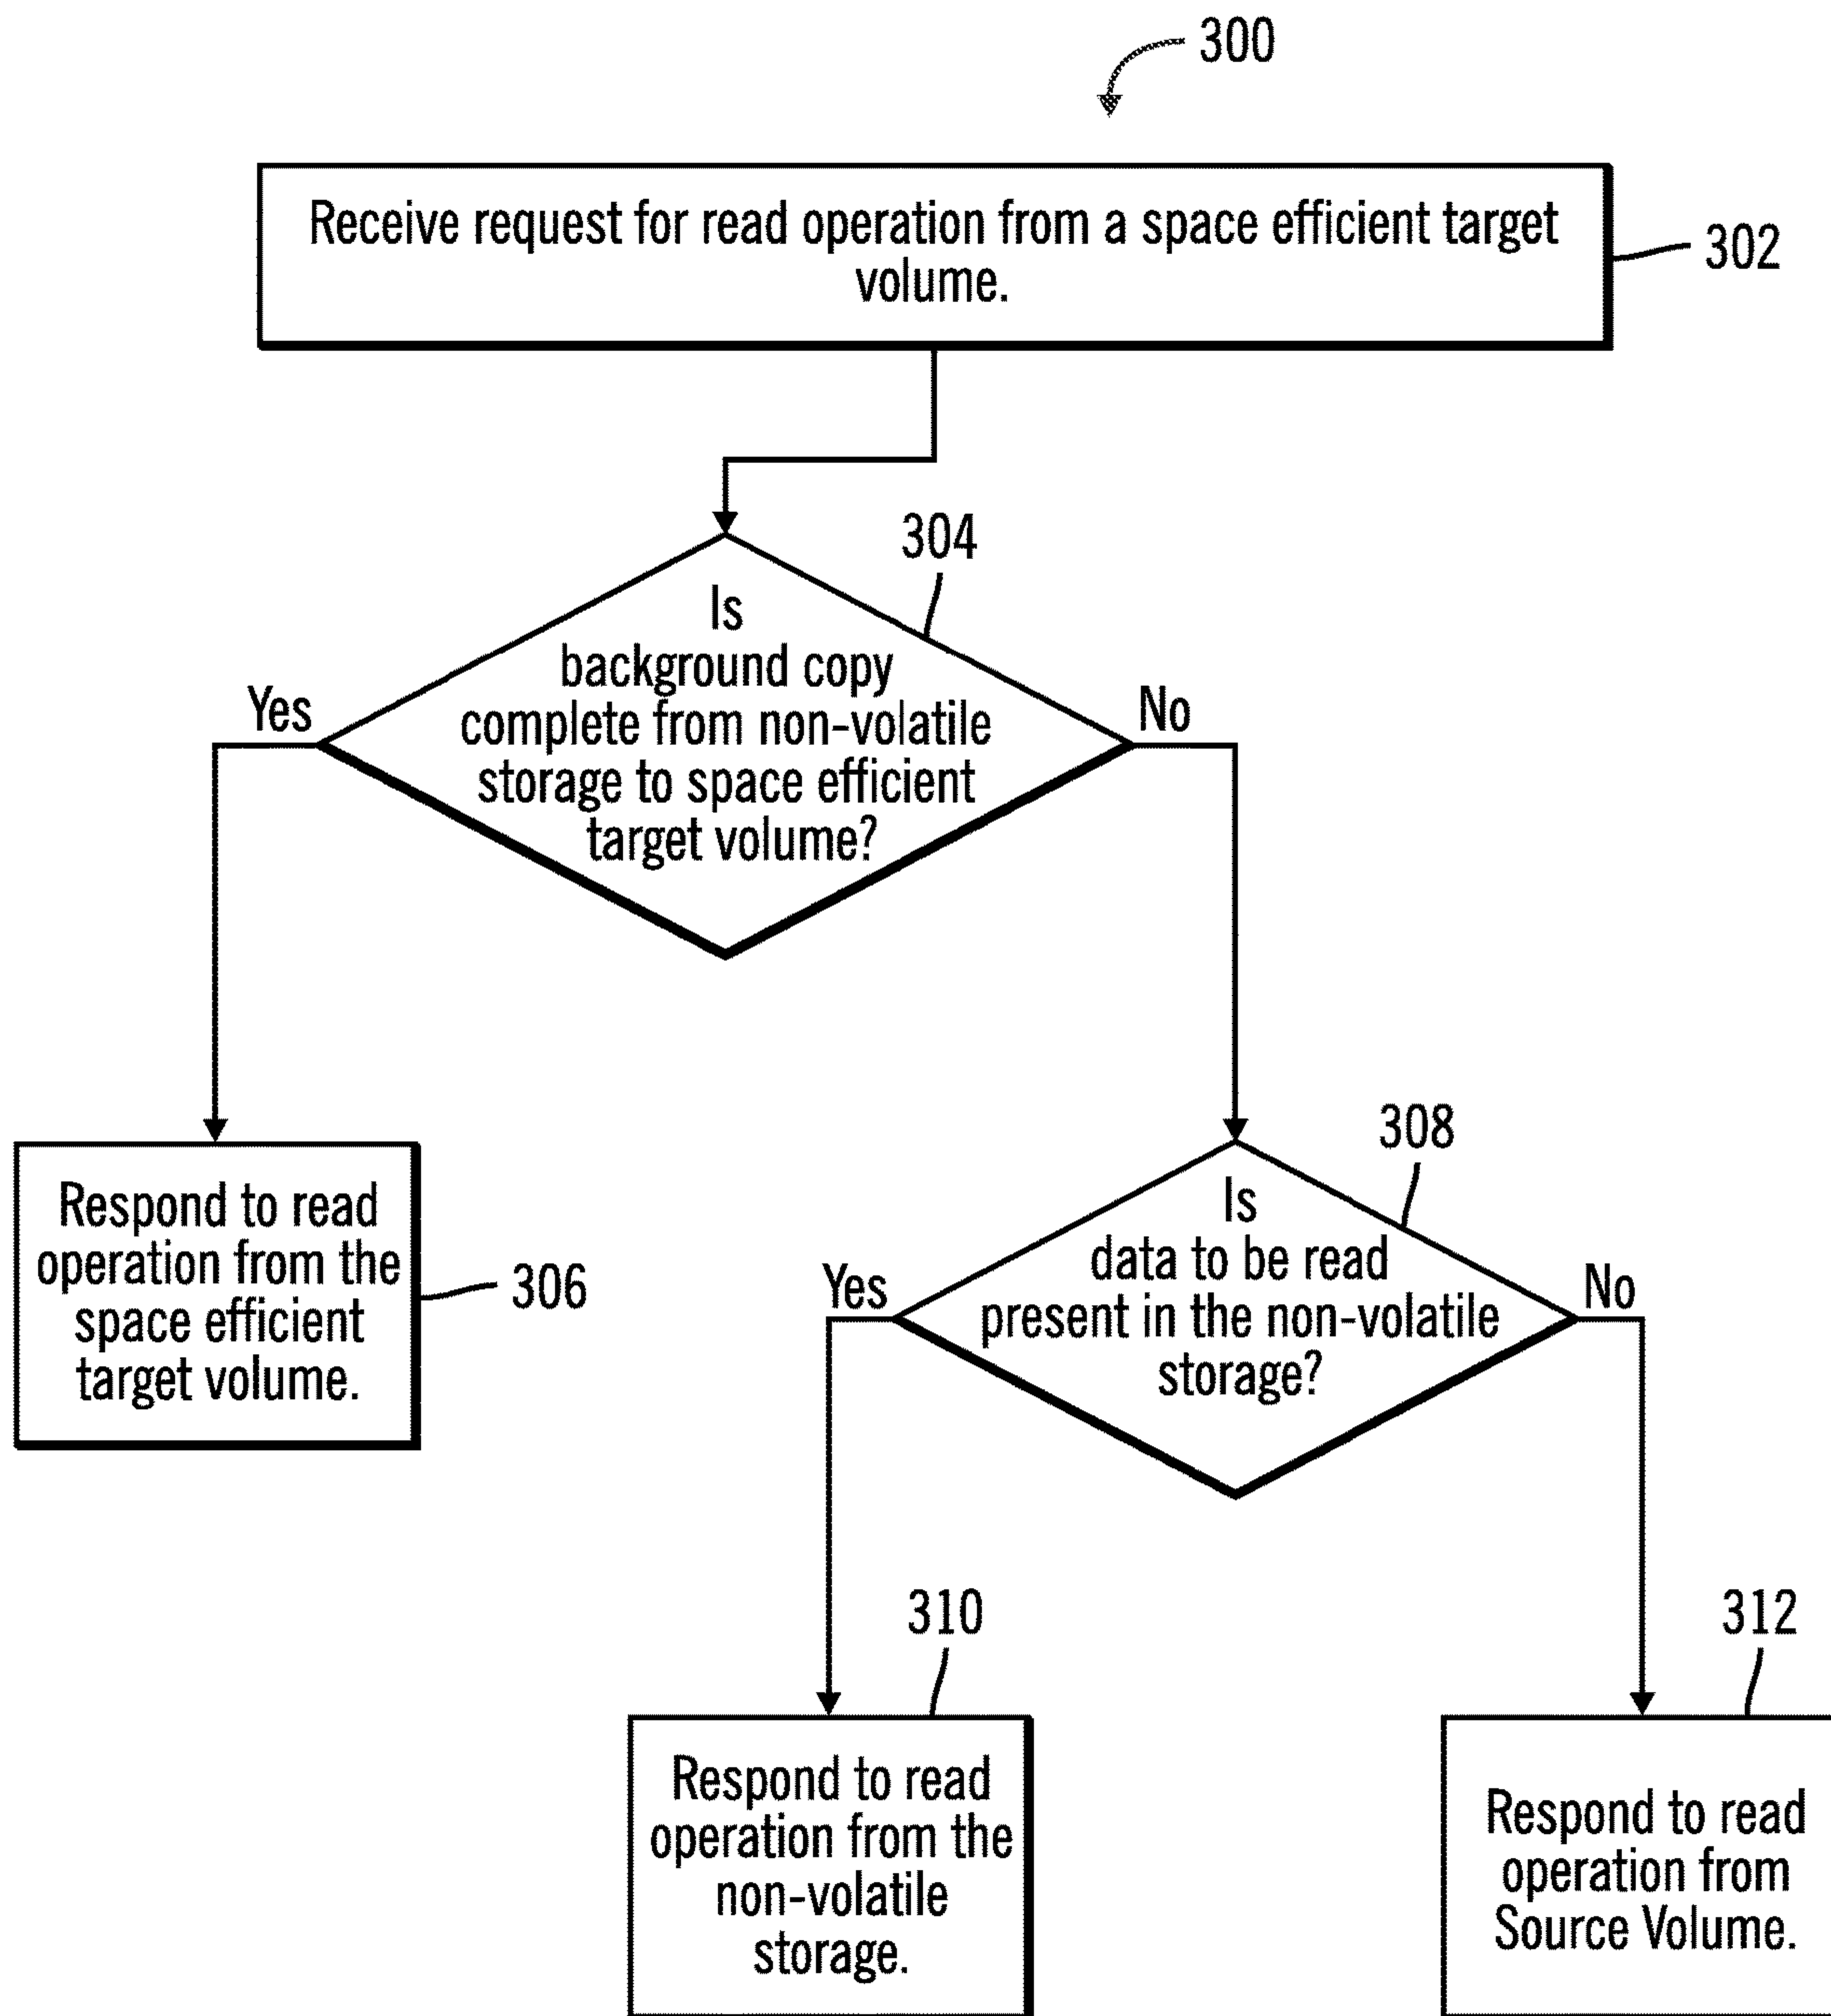 300
Receive request for read operation from a space efficient target
volume.
302
304
Is
background copy
complete from non-volatile
storage to space efficient
target volume?
Yes
No
308
Respond to read
operation from the
space efficient
target volume.
306
Is
data to be read
present in the non-volatile
storage?
Yes
No
310
312
Respond to read
operation from the
non-volatile
storage.
Respond to read
operation from
Source Volume.